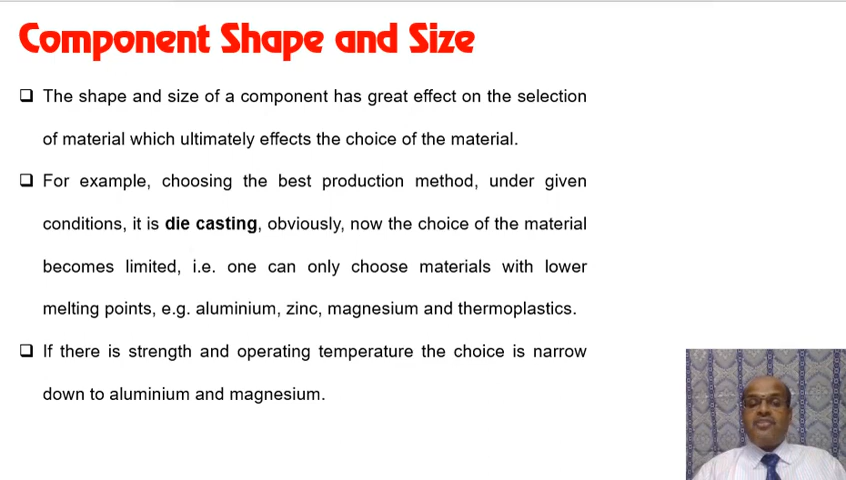 Component Shape and Size
❑ The shape and size of a component has great effect on the selection
of material which ultimately effects the choice of the material.
❑ For example, choosing the best production method, under given
conditions, it is die casting, obviously, now the choice of the material
becomes limited, i.e. one can only choose materials with lower
melting points, e.g. aluminium, zinc, magnesium and thermoplastics.
❑ If there is strength and operating temperature the choice is narrow
down to aluminium and magnesium.